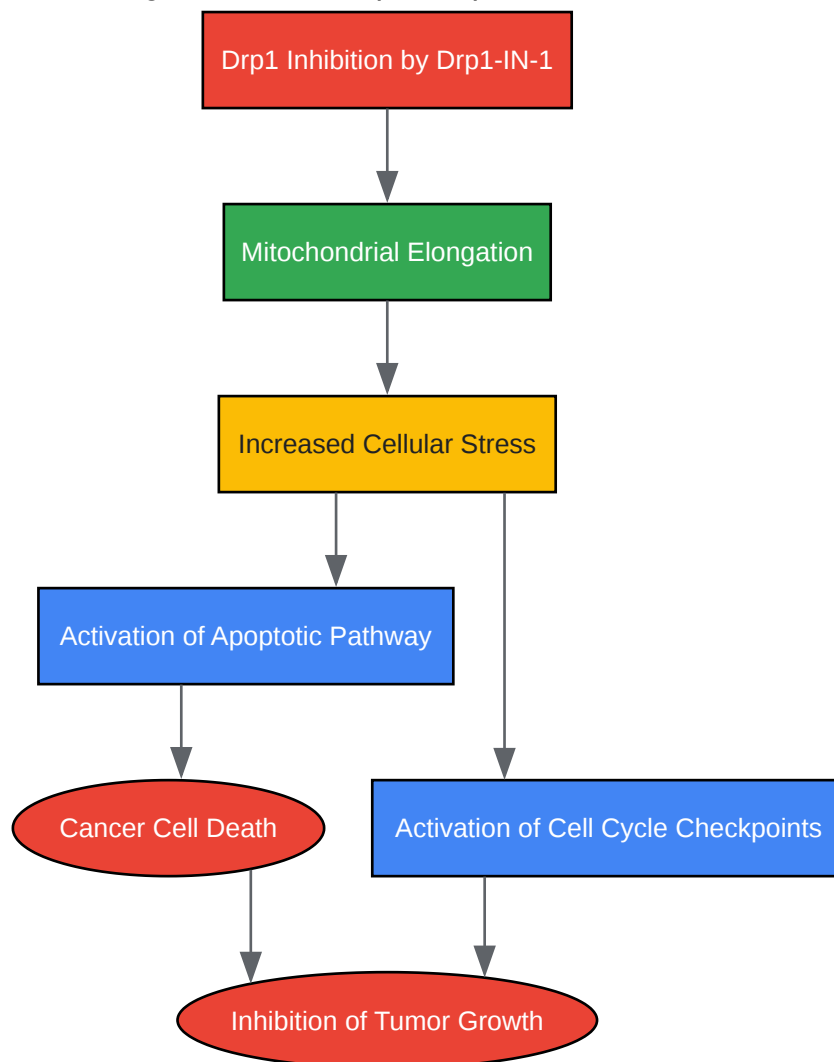 Drp1 Inhibition by Drp1-IN-1
Mitochondrial Elongation
Increased Cellular Stress
Activation of Apoptotic Pathway
Cancer Cell Death
Activation of Cell Cycle Checkpoints
Inhibition of Tumor Growth